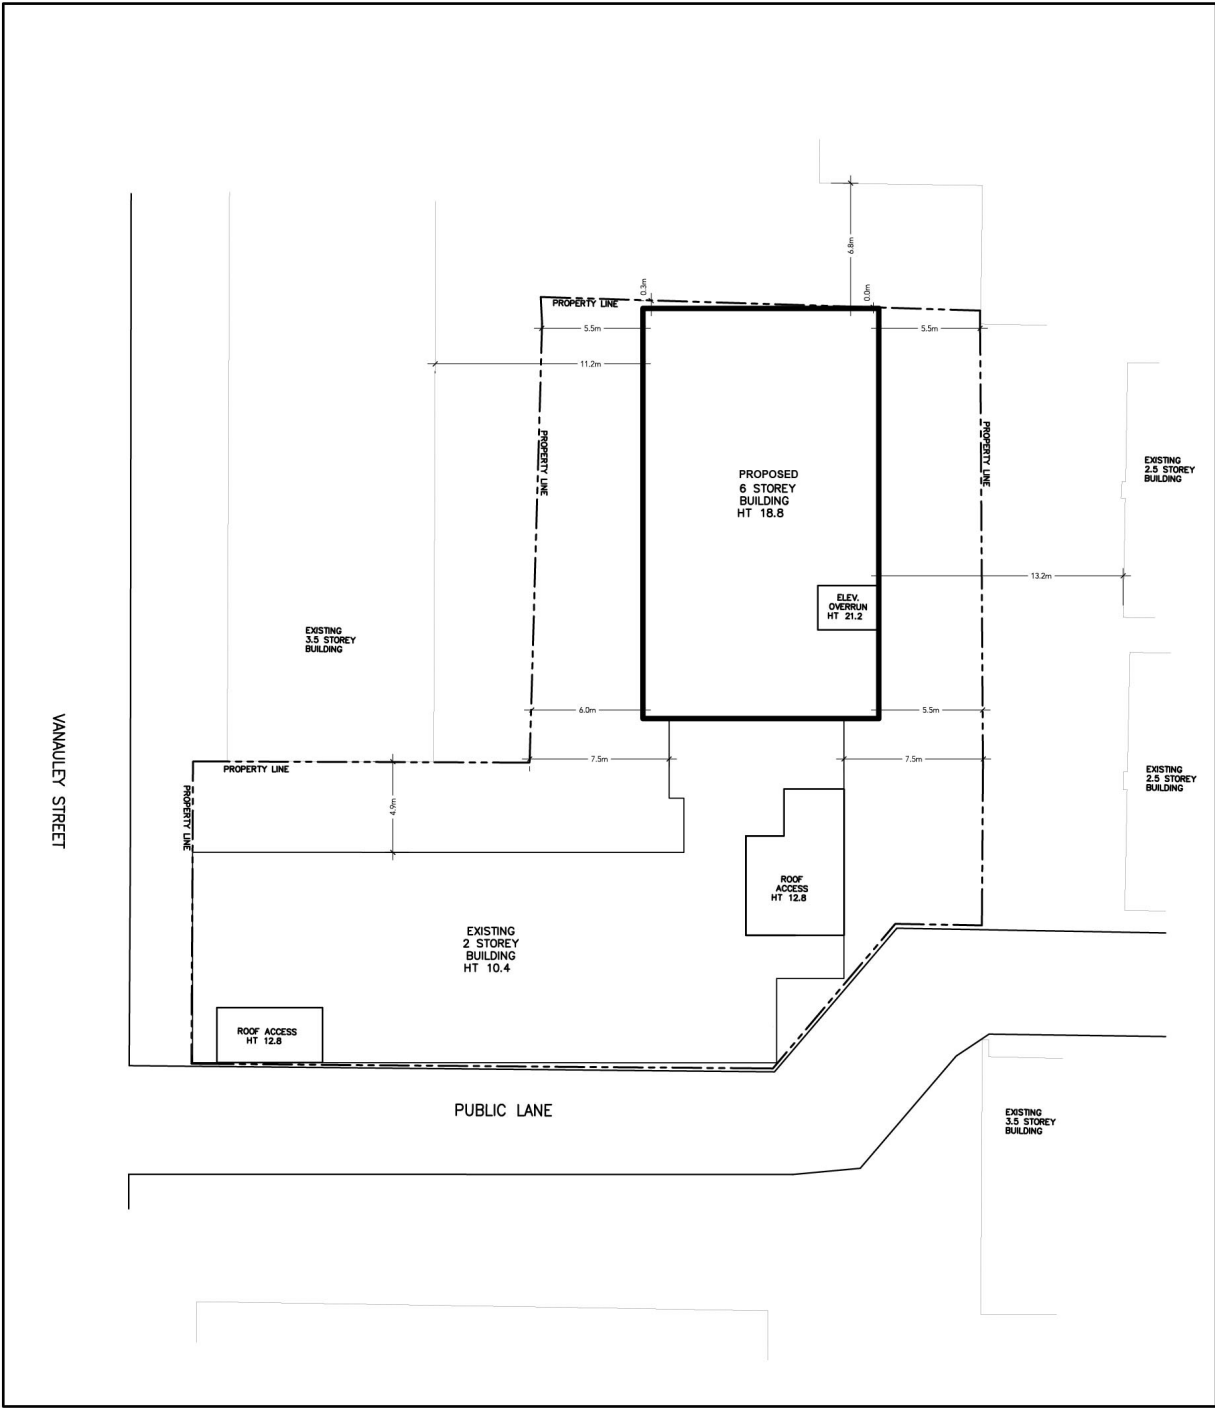 6.8m
0.3m
0.0m
PROPERTY LINE
5.5m
5.5m
11.2m
PROPERTY LINE
PROPERTY LINE
EXISTING
2.5 STOREY
BUILDING
PROPOSED
6 STOREY
BUILDING
HT 18.8
13.2m
ELEV.
OVERRUN
HT 21.2
EXISTING
3.5 STOREY
BUILDING
6.0m
5.5m
VANAULEY STREET
7.5m
7.5m
PROPERTY LINE
EXISTING
2.5 STOREY
BUILDING
PROPERTY LINE
4.9m
ROOF
ACCESS
HT 12.8
EXISTING
2 STOREY
BUILDING
HT 10.4
ROOF ACCESS
HT 12.8
PUBLIC LANE
EXISTING
3.5 STOREY
BUILDING